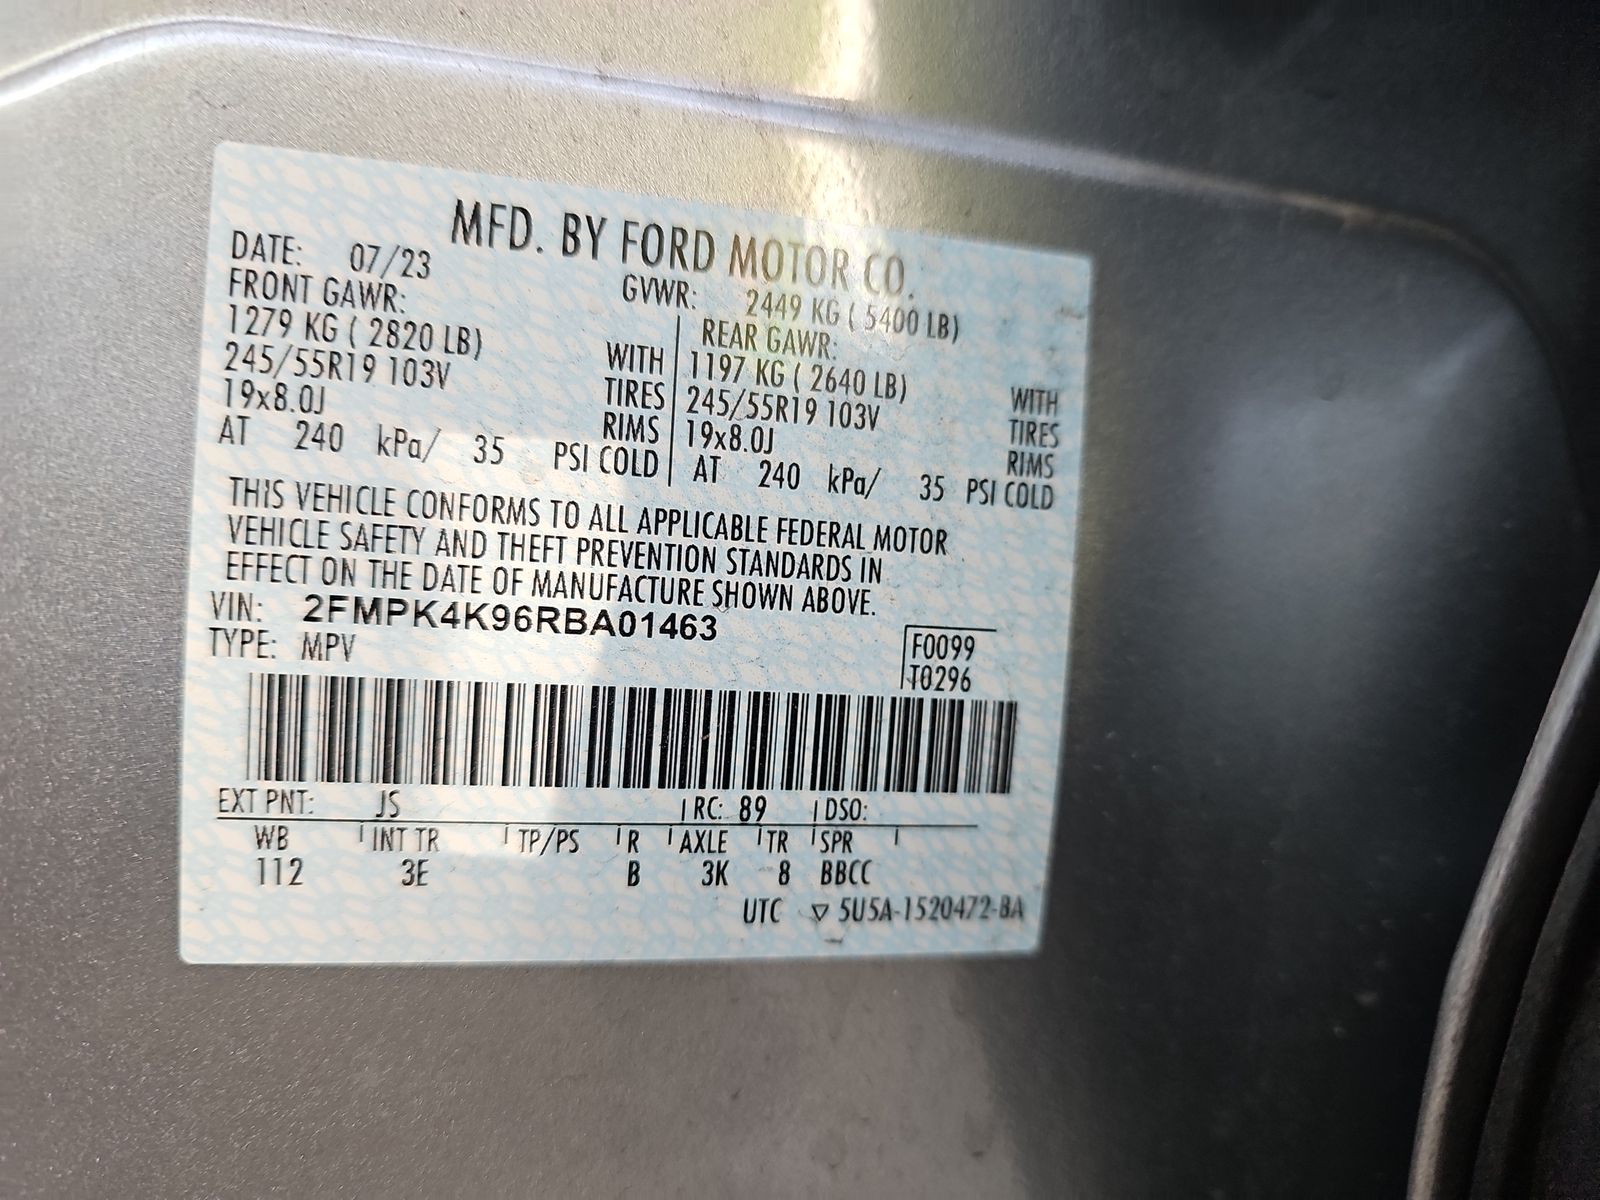 MFD. BY FORD MOTOR CO.
DATE: 07/23 GVWR: 2449 KG ( 5400 LB)
FRONT GAWR: REAR GAWR:
1279 KG ( 2820 LB) WITH 1197 KG ( 2640 LB) WITH
245/55R19 103V TIRES 245/55R19 103V TIRES
19x8.0J RIMS 19x8.0J RIMS
AT 240 kPa/ 35 PSI COLD AT 240 kPa/ 35 PSI COLD
THIS VEHICLE CONFORMS TO ALL APPLICABLE FEDERAL MOTOR
VEHICLE SAFETY AND THEFT PREVENTION STANDARDS IN
EFFECT ON THE DATE OF MANUFACTURE SHOWN ABOVE.
VIN: 2FMPK4K96RBA01463
TYPE: MPV
F0099
T0296
EXT PNT: JS RC: 89 DSO:
WB INT TR TP/PS R AXLE TR SPR
112 3E B 3K 8 BBCC
UTC ▽ 5U5A-1520472-BA